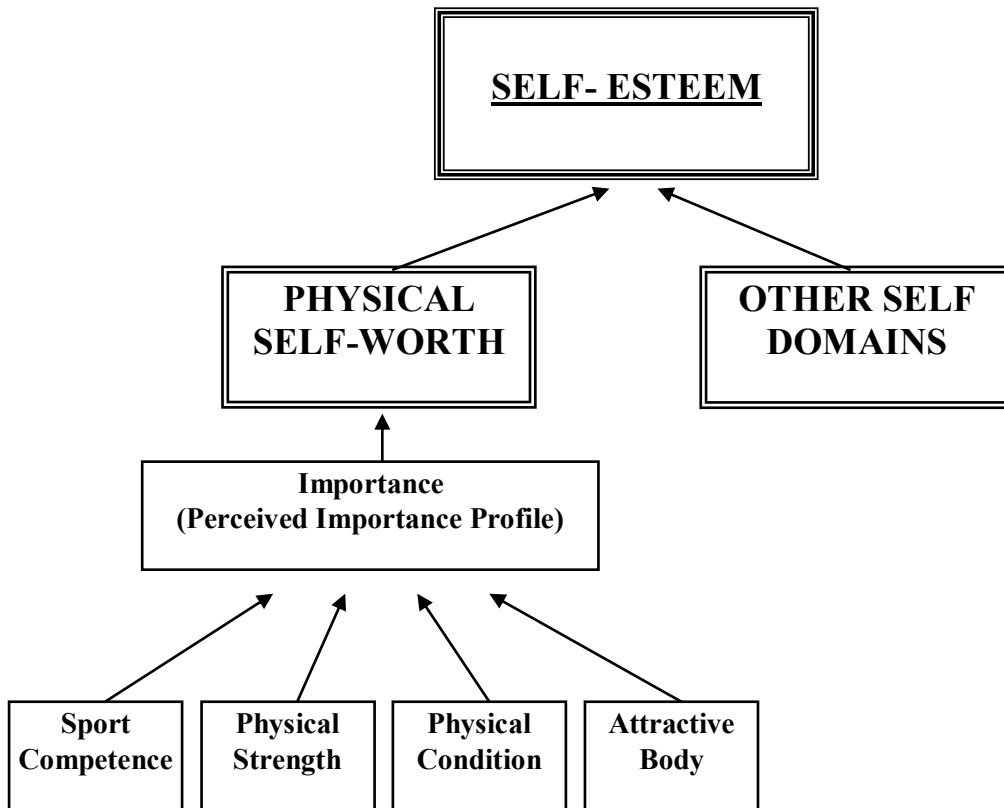 SELF- ESTEEM
PHYSICAL
SELF-WORTH
OTHER SELF
DOMAINS
Importance
(Perceived Importance Profile)
Sport
Competence
Physical
Strength
Physical
Condition
Attractive
Body